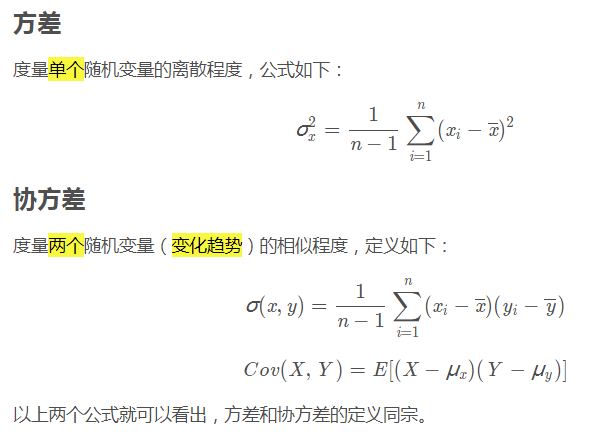 方差
度量单个随机变量的离散程度，公式如下：
σ_x^2 = \frac{1}{n-1} \sum_{i=1}^{n} (x_i - \overline{x})^2
协方差
度量两个随机变量（变化趋势）的相似程度，定义如下：
σ(x, y) = \frac{1}{n-1} \sum_{i=1}^{n} (x_i - \overline{x})(y_i - \overline{y})
Cov(X, Y) = E[(X - μ_x)(Y - μ_y)]
以上两个公式就可以看出，方差和协方差的定义同宗。